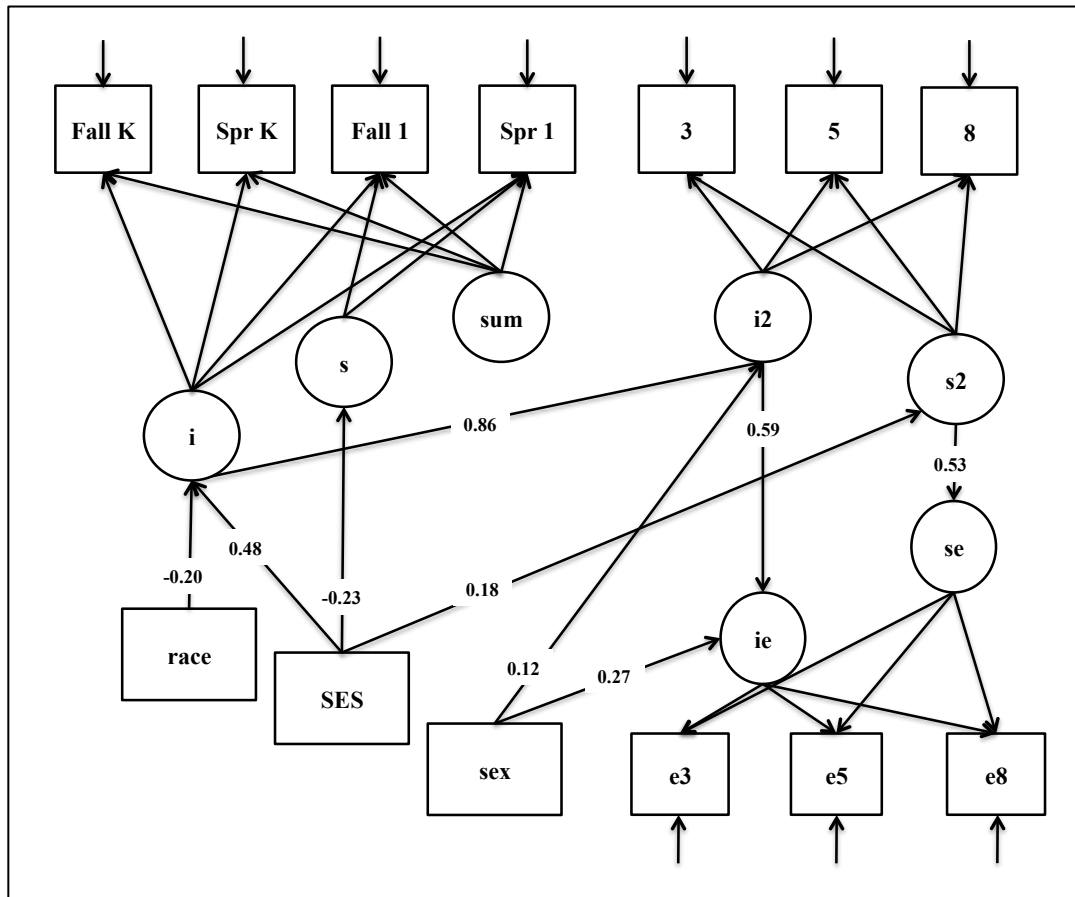 Fall K
Spr K
Fall 1
Spr 1
3
5
8
sum
i2
s
s2
i
0.86
0.59
0.53
0.48
se
-0.20
-0.23
0.18
race
ie
SES
0.12
0.27
sex
e3
e5
e8